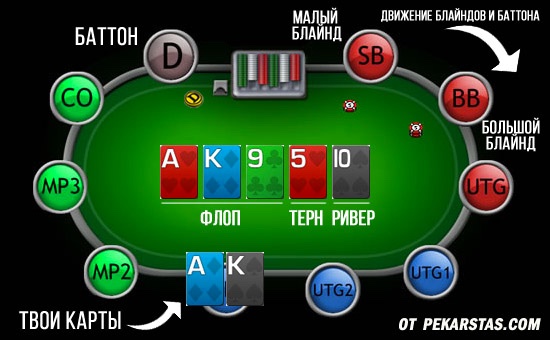 МАЛЫЙ
БЛАЙНД
ДВИЖЕНИЕ БЛАЙНДОВ И БАТТОНА
БАТТОН
D
SB
CO
BB
БОЛЬШОЙ
БЛАЙНД
A K 9 5 10
MP3
UTG
ФЛОП ТЕРН РИВЕР
MP2
A K
UTG2
UTG1
ТВОИ КАРТЫ
ОТ PEKARSTAS.COM